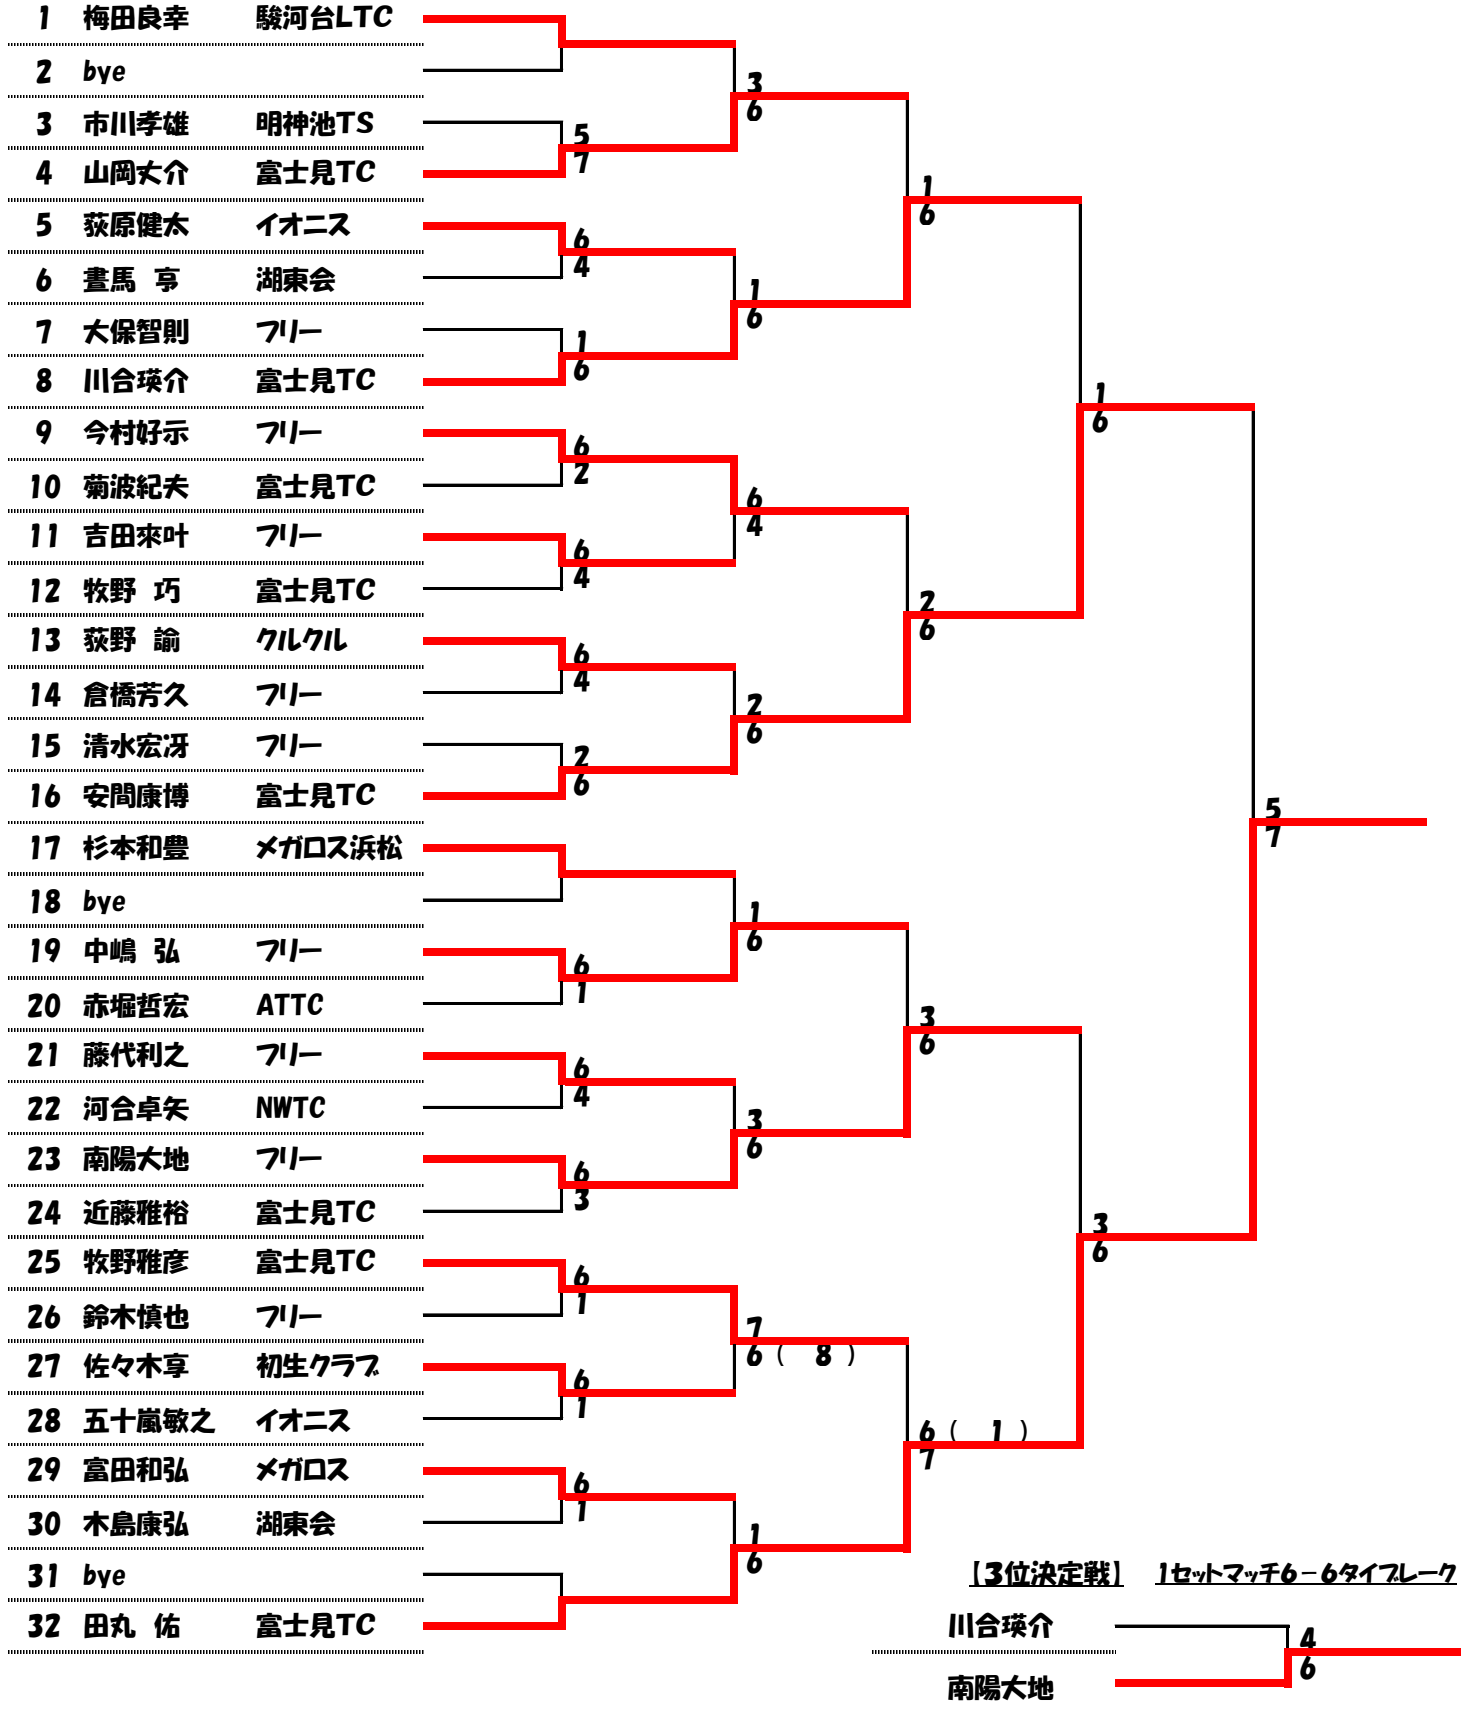 1 梅田良幸 駿河台LTC
2 bye
3 6
3 市川孝雄 明神池TS
5 7
4 山岡丈介 富士見TC
1 6
5 荻原健太 イオニス
6 4
6 晝馬 亨 湖東会
1 6
7 大保智則 フリー
1 6
8 川合瑛介 富士見TC
1 6
9 今村好示 フリー
6 2
10 菊波紀夫 富士見TC
6 4
11 吉田來叶 フリー
6 4
12 牧野 巧 富士見TC
2 6
13 荻野 諭 クルクル
6 4
14 倉橋芳久 フリー
2 6
15 清水宏冴 フリー
2 6
16 安間康博 富士見TC
5 7
17 杉本和豊 メガロス浜松
18 bye
1 6
19 中嶋 弘 フリー
6 1
20 赤堀哲宏 ATTC
3 6
21 藤代利之 フリー
6 4
22 河合卓矢 NWTC
3 6
23 南陽大地 フリー
6 3
24 近藤雅裕 富士見TC
3 6
25 牧野雅彦 富士見TC
6 1
26 鈴木慎也 フリー
7 6 ( 8 )
27 佐々木享 初生クラブ
6 1
28 五十嵐敏之 イオニス
6 ( 1 ) 7
29 富田和弘 メガロス
6 1
30 木島康弘 湖東会
1 6
31 bye
32 田丸 佑 富士見TC
【3位決定戦】 1セットマッチ6-6タイブレーク
川合瑛介
4 6
南陽大地